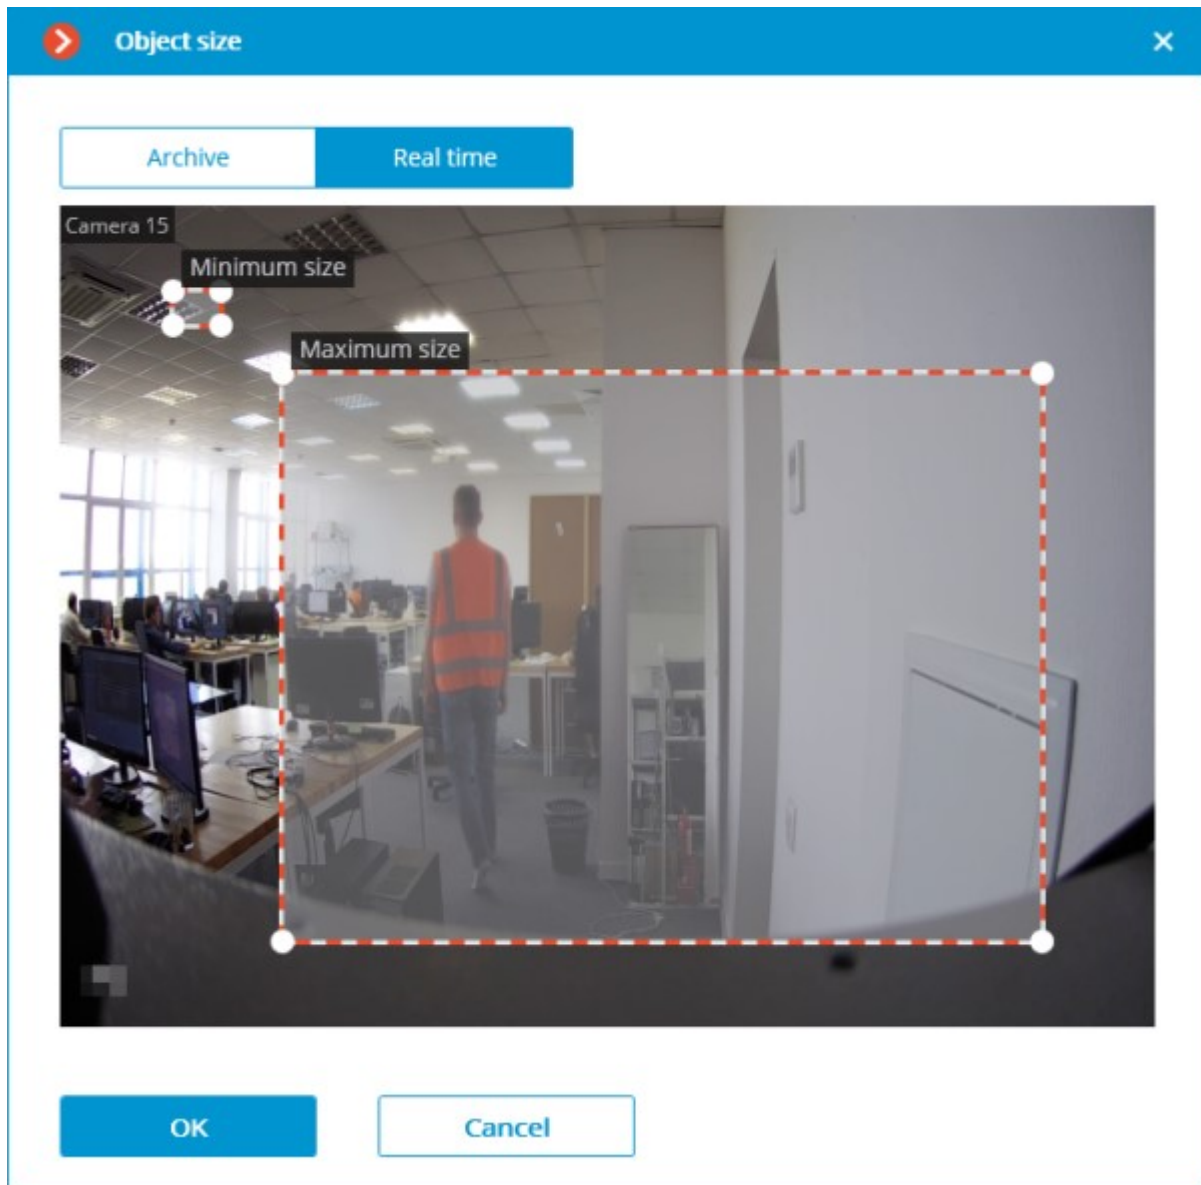 Object size
Archive
Real time
Camera 15
Minimum size
Maximum size
OK
Cancel